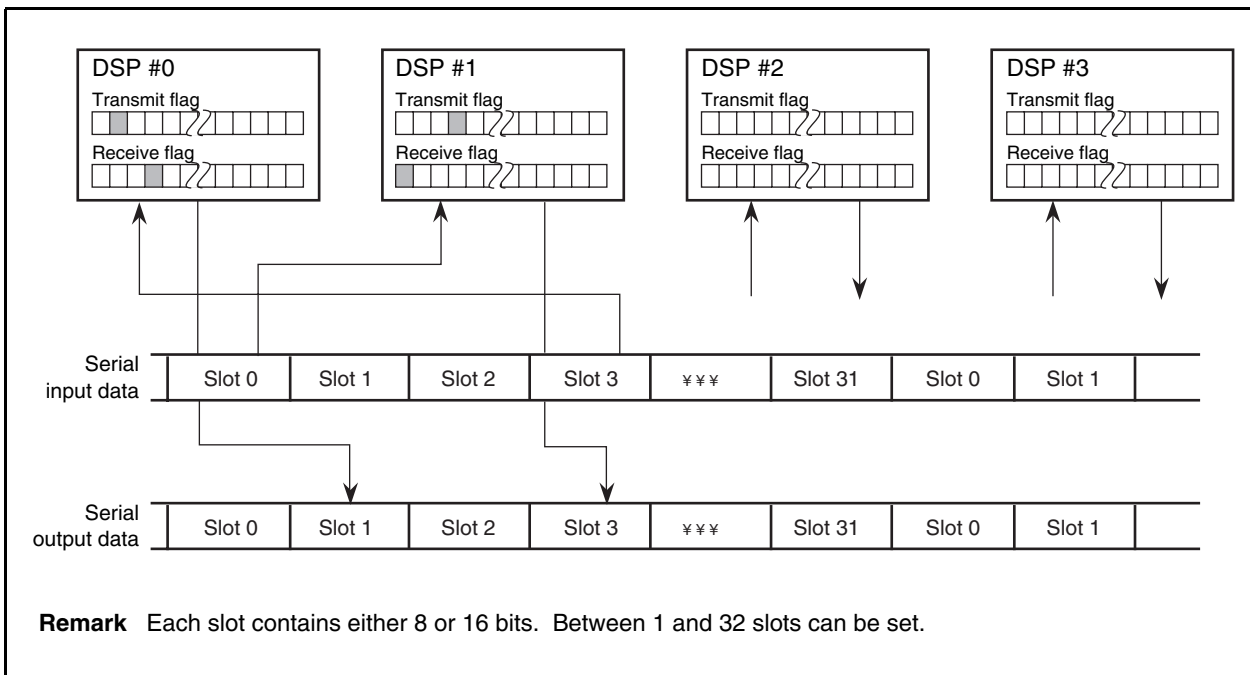 DSP #0
Transmit flag
Receive flag
DSP #1
Transmit flag
Receive flag
DSP #2
Transmit flag
Receive flag
DSP #3
Transmit flag
Receive flag
Serial
input data
Slot 0 Slot 1 Slot 2 Slot 3 ¥¥¥ Slot 31 Slot 0 Slot 1
Serial
output data
Slot 0 Slot 1 Slot 2 Slot 3 ¥¥¥ Slot 31 Slot 0 Slot 1
Remark Each slot contains either 8 or 16 bits. Between 1 and 32 slots can be set.